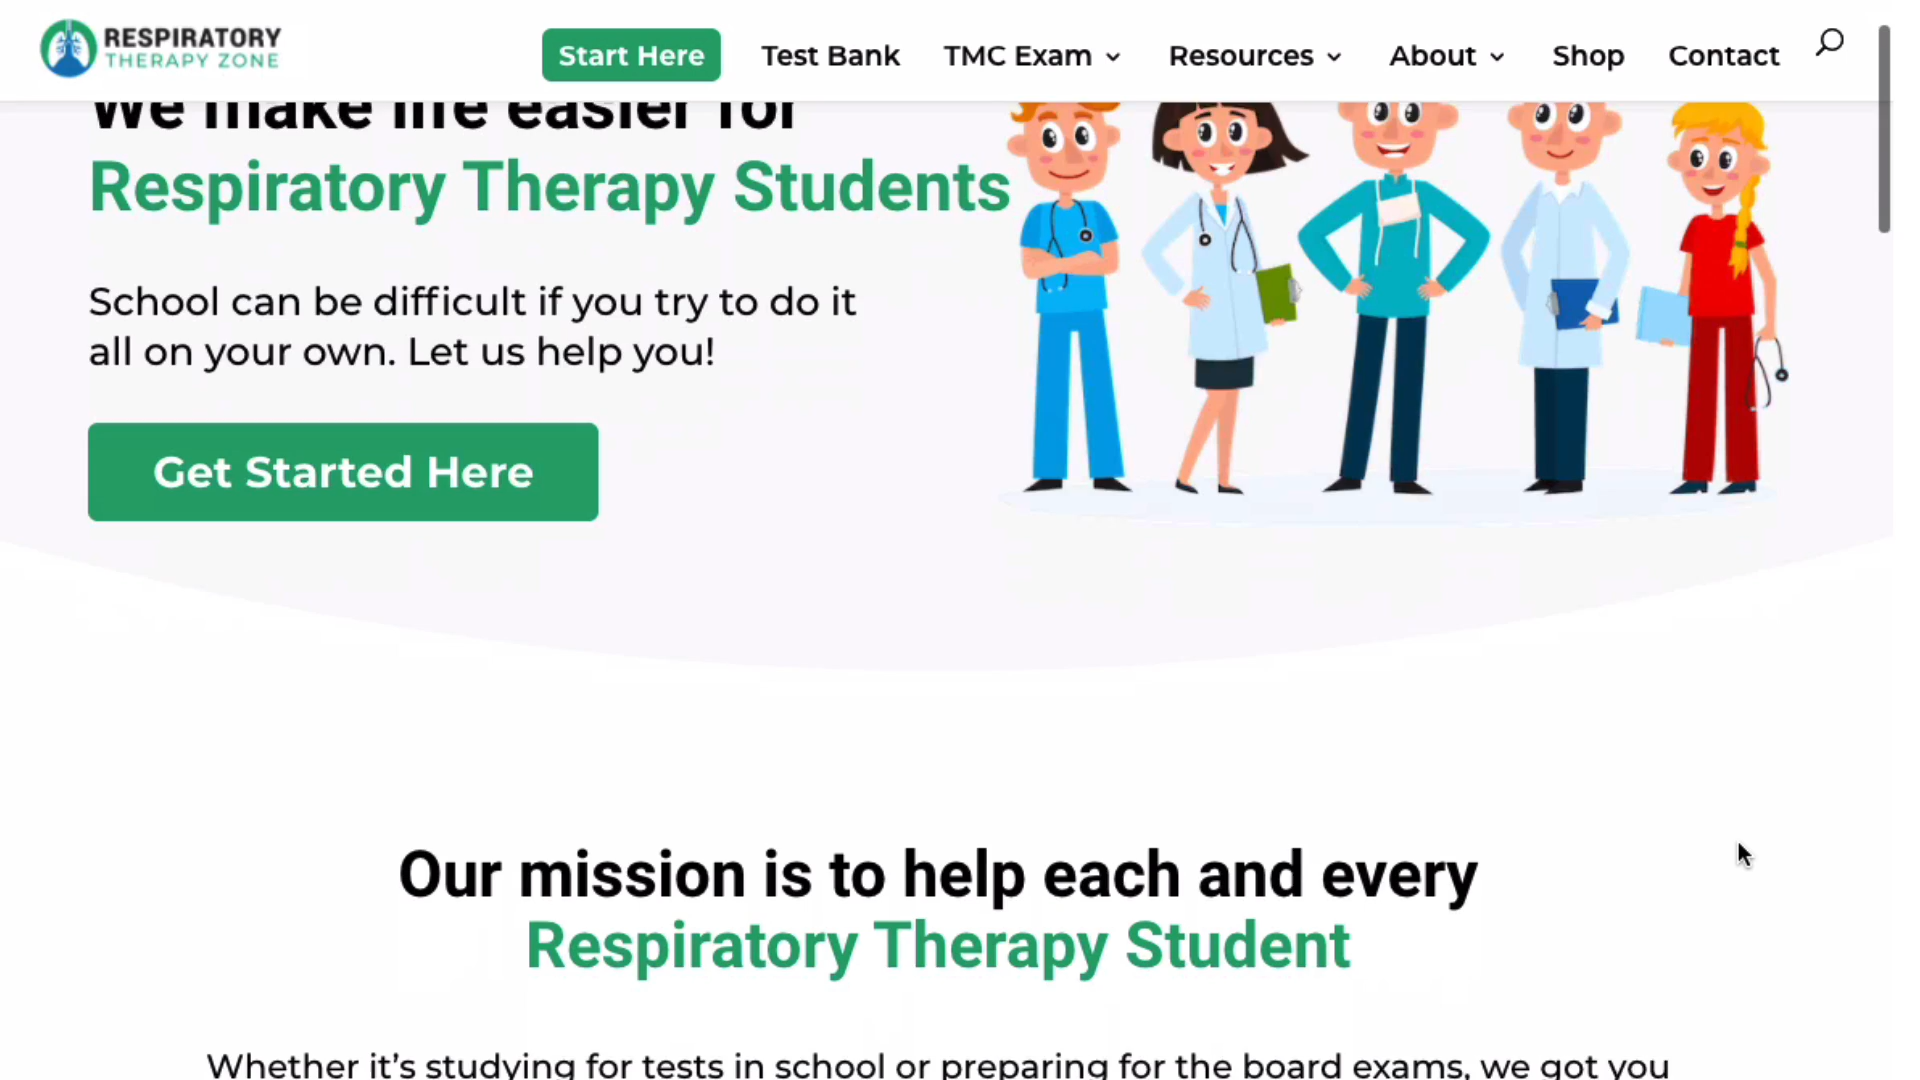 RESPIRATORY
THERAPY ZONE
Start Here
Test Bank
TMC Exam
Resources
About
Shop
Contact
We make life easier for
Respiratory Therapy Students
School can be difficult if you try to do it
all on your own. Let us help you!
Get Started Here
Our mission is to help each and every
Respiratory Therapy Student
Whether it’s studying for tests in school or preparing for the board exams, we got you